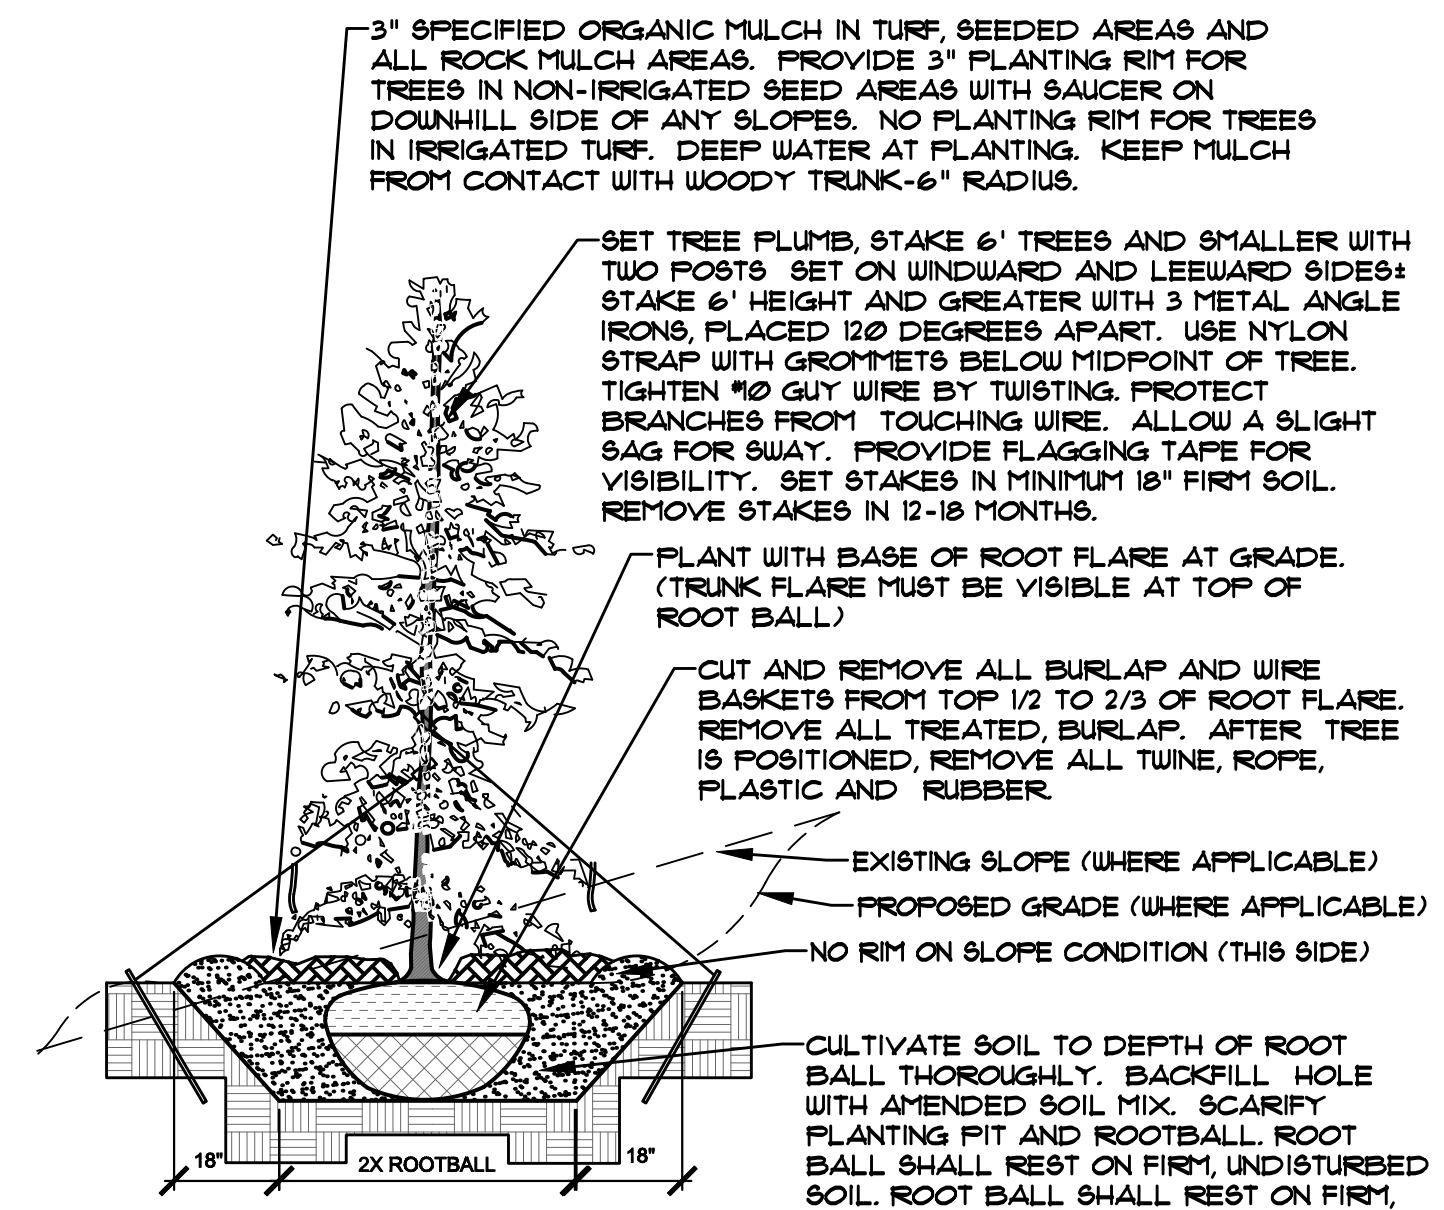 3" SPECIFIED ORGANIC MULCH IN TURF, SEEDED AREAS AND
ALL ROCK MULCH AREAS. PROVIDE 3" PLANTING RIM FOR
TREES IN NON-IRRIGATED SEED AREAS WITH SAUCER ON
DOWNHILL SIDE OF ANY SLOPES. NO PLANTING RIM FOR TREES
IN IRRIGATED TURF. DEEP WATER AT PLANTING. KEEP MULCH
FROM CONTACT WITH WOODY TRUNK-6" RADIUS.
SET TREE PLUMB, STAKE 6' TREES AND SMALLER WITH
TWO POSTS SET ON WINDWARD AND LEEWARD SIDES±
STAKE 6' HEIGHT AND GREATER WITH 3 METAL ANGLE
IRONS, PLACED 120 DEGREES APART. USE NYLON
STRAP WITH GROMMETS BELOW MIDPOINT OF TREE.
TIGHTEN #10 GUY WIRE BY TWISTING. PROTECT
BRANCHES FROM TOUCHING WIRE. ALLOW A SLIGHT
SAG FOR SWAY. PROVIDE FLAGGING TAPE FOR
VISIBILITY. SET STAKES IN MINIMUM 18" FIRM SOIL.
REMOVE STAKES IN 12-18 MONTHS.
PLANT WITH BASE OF ROOT FLARE AT GRADE.
(TRUNK FLARE MUST BE VISIBLE AT TOP OF
ROOT BALL)
CUT AND REMOVE ALL BURLAP AND WIRE
BASKETS FROM TOP 1/2 TO 2/3 OF ROOT FLARE.
REMOVE ALL TREATED, BURLAP. AFTER TREE
IS POSITIONED, REMOVE ALL TWINE, ROPE,
PLASTIC AND RUBBER.
EXISTING SLOPE (WHERE APPLICABLE)
PROPOSED GRADE (WHERE APPLICABLE)
NO RIM ON SLOPE CONDITION (THIS SIDE)
CULTIVATE SOIL TO DEPTH OF ROOT
BALL THOROUGHLY. BACKFILL HOLE
WITH AMENDED SOIL MIX. SCARIFY
PLANTING PIT AND ROOTBALL. ROOT
BALL SHALL REST ON FIRM, UNDISTURBED
SOIL. ROOT BALL SHALL REST ON FIRM,
18"
2X ROOTBALL
18"